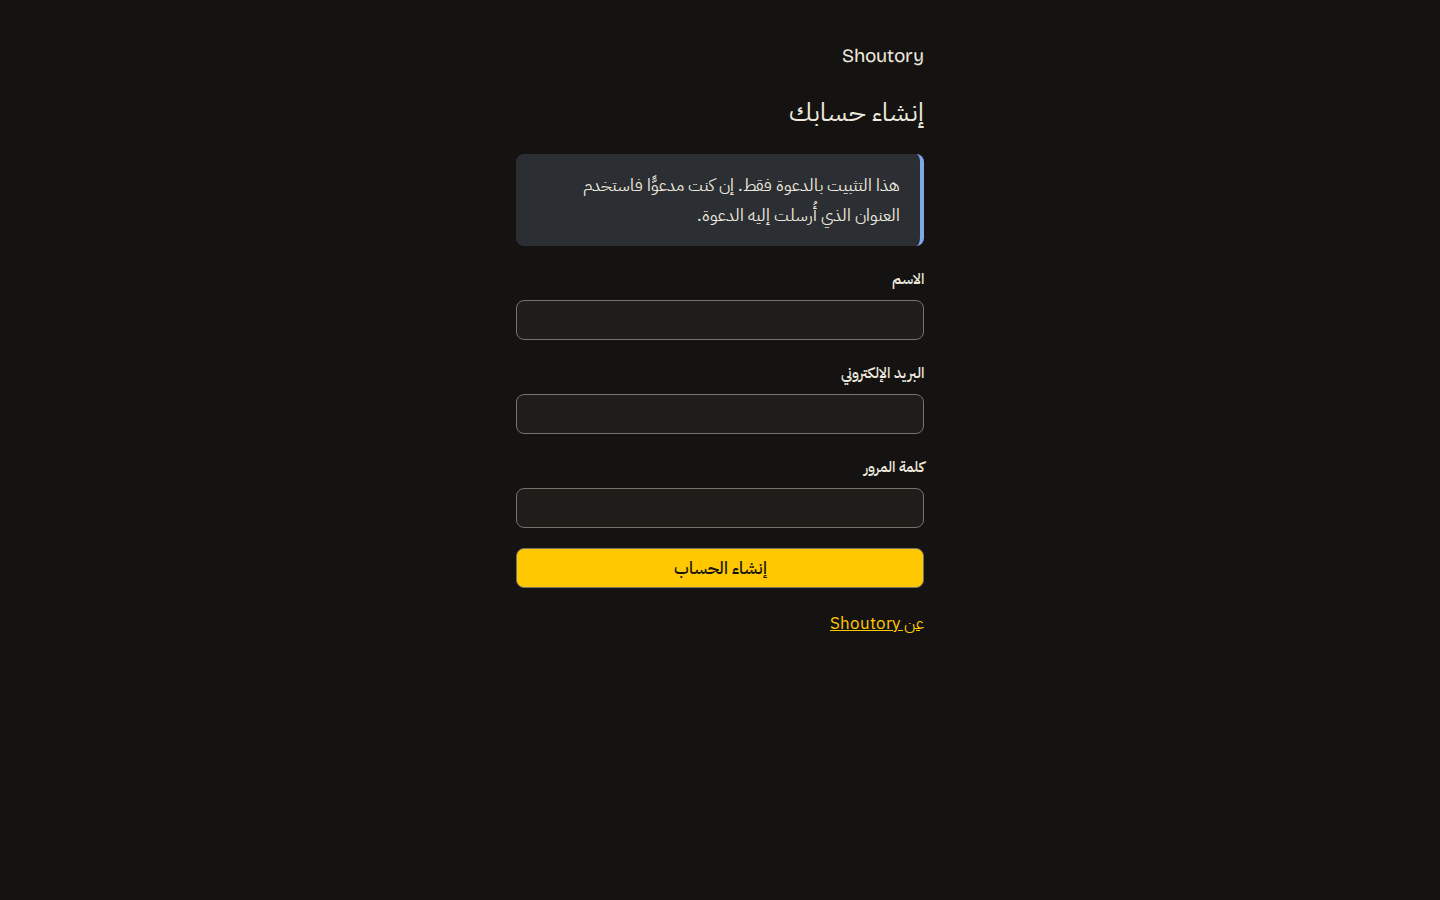 Shoutory
إنشاء حسابك
هذا التثبيت بالدعوة فقط. إن كنت مدعوًّا فاستخدم
العنوان الذي أُرسلت إليه الدعوة.
الاسم
البريد الإلكتروني
كلمة المرور
إنشاء الحساب
عن Shoutory